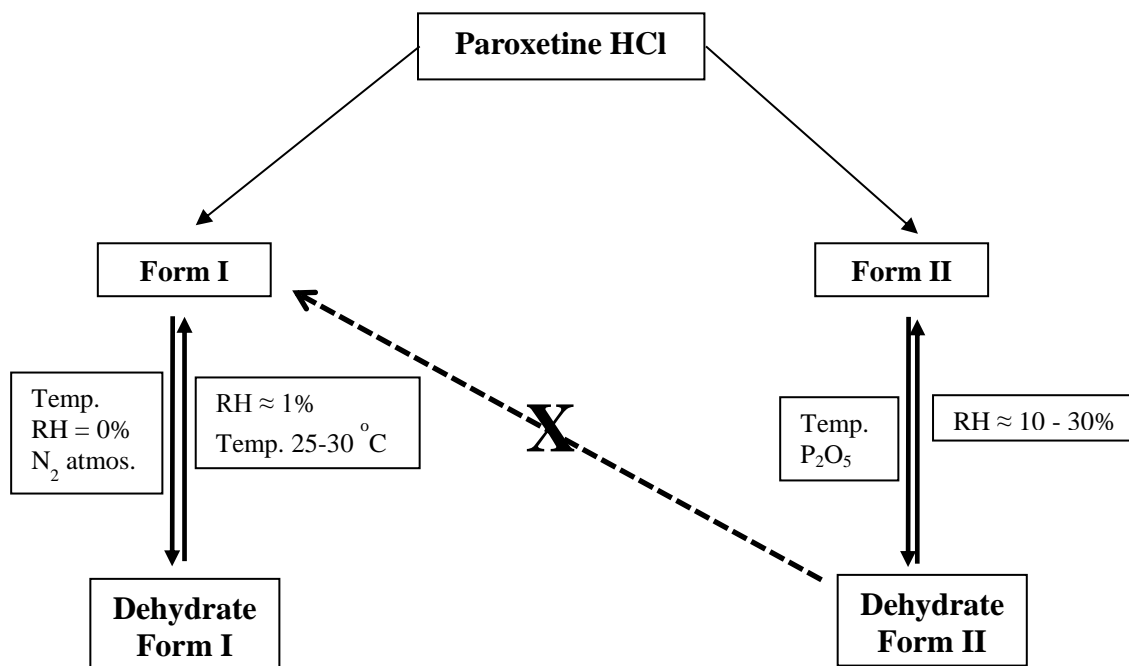 Paroxetine HCl
Form I
Form II
Temp.
RH = 0%
N₂ atmos.
RH ≈ 1%
Temp. 25-30 °C
X
Temp.
P₂O₅
RH ≈ 10 - 30%
Dehydrate
Form I
Dehydrate
Form II